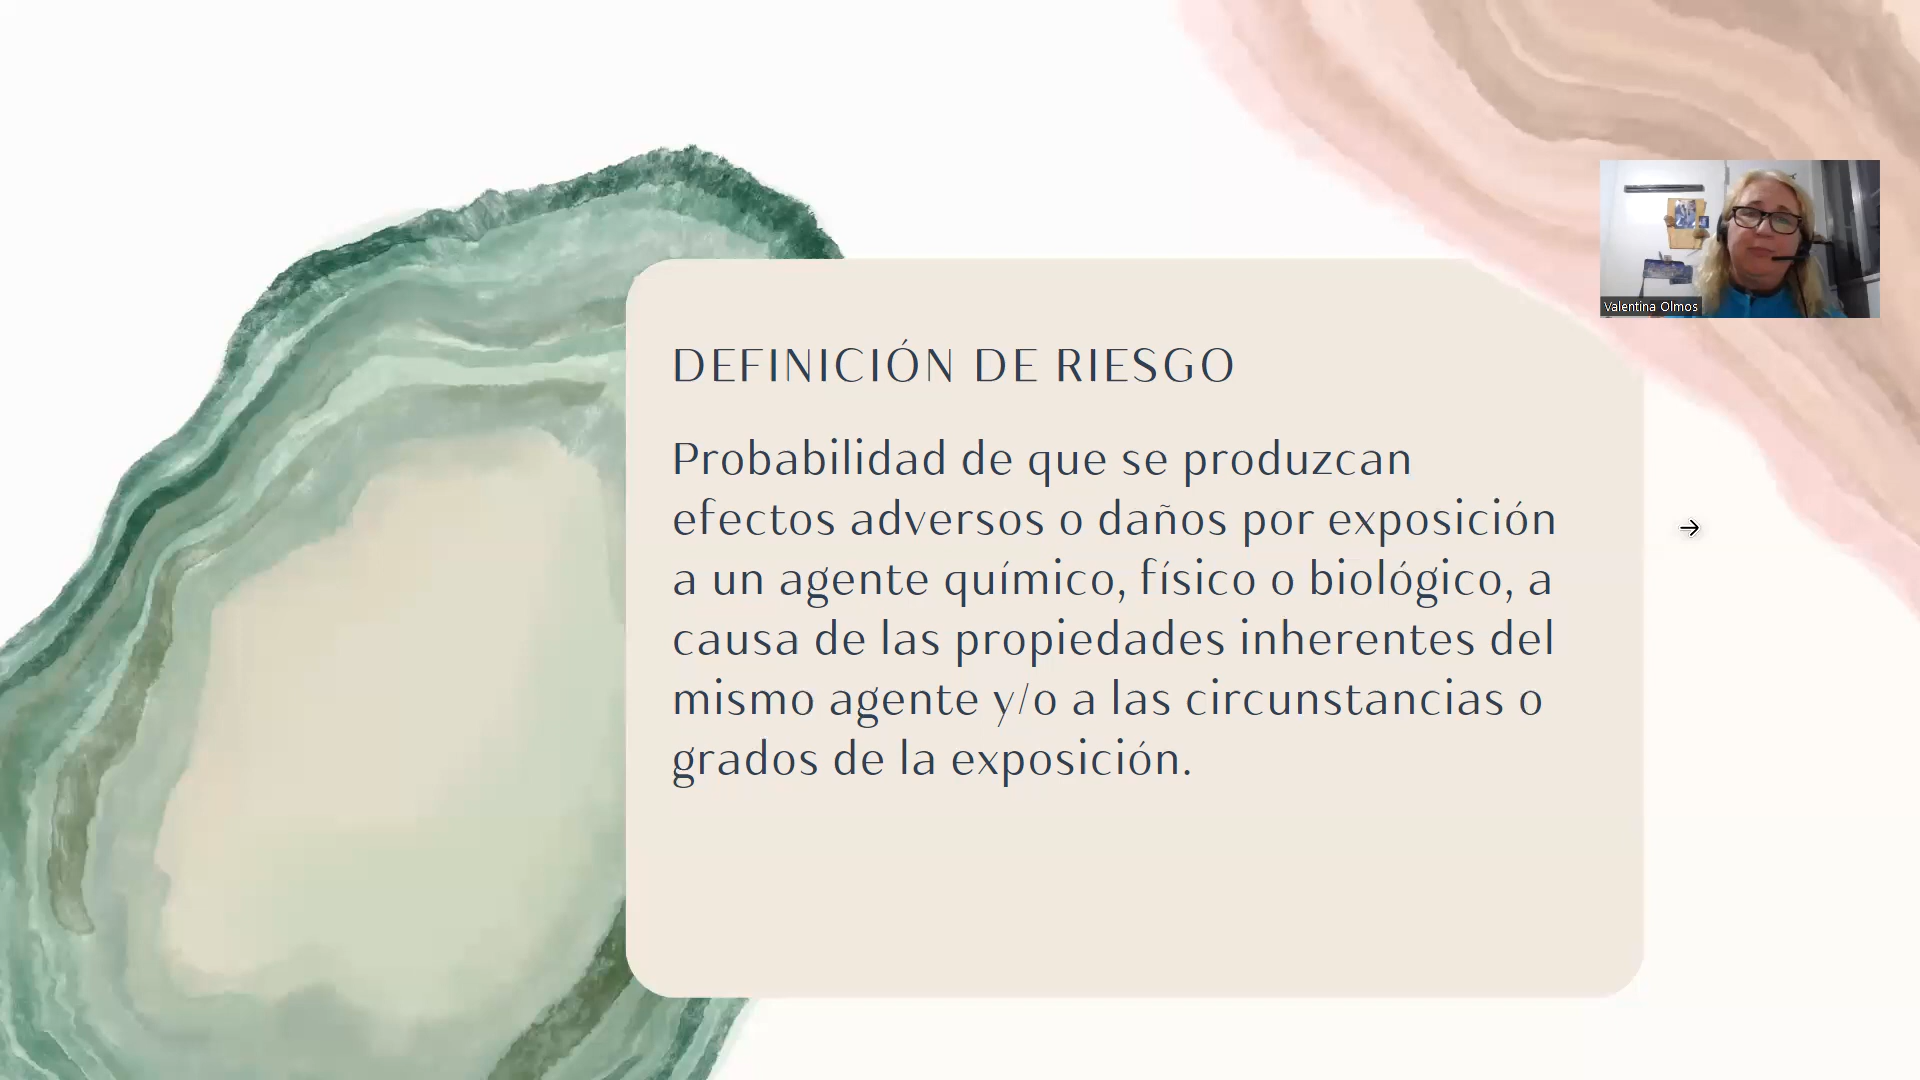 Valentina Olmos
DEFINICIÓN DE RIESGO
Probabilidad de que se produzcan
efectos adversos o daños por exposición
a un agente químico, físico o biológico, a
causa de las propiedades inherentes del
mismo agente y/o a las circunstancias o
grados de la exposición.